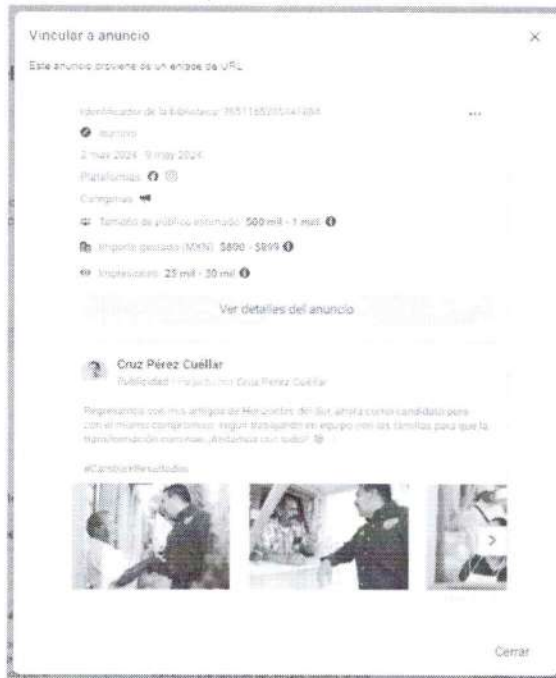 Vincular a anuncio
Este anuncio proviene de un enlace de URL
Identificador de la biblioteca:
Inactivo
2 may 2024 - 9 may 2024
Plataformas
Categorías
Tamaño de público estimado: 500 mil - 1 mill.
Importe gastado (MXN): $800 - $899
Impresiones: 25 mil - 30 mil
Ver detalles del anuncio
Cruz Pérez Cuéllar
Publicidad • Pagado por Cruz Pérez Cuéllar
Regresamos con mis amigos de Horizontes del Sur, ahora como candidato pero
con el mismo compromiso: seguir trabajando en equipo con las familias para que la
transformación continúe. ¡Andamos con todo!
#CambiosYResultados
Cerrar